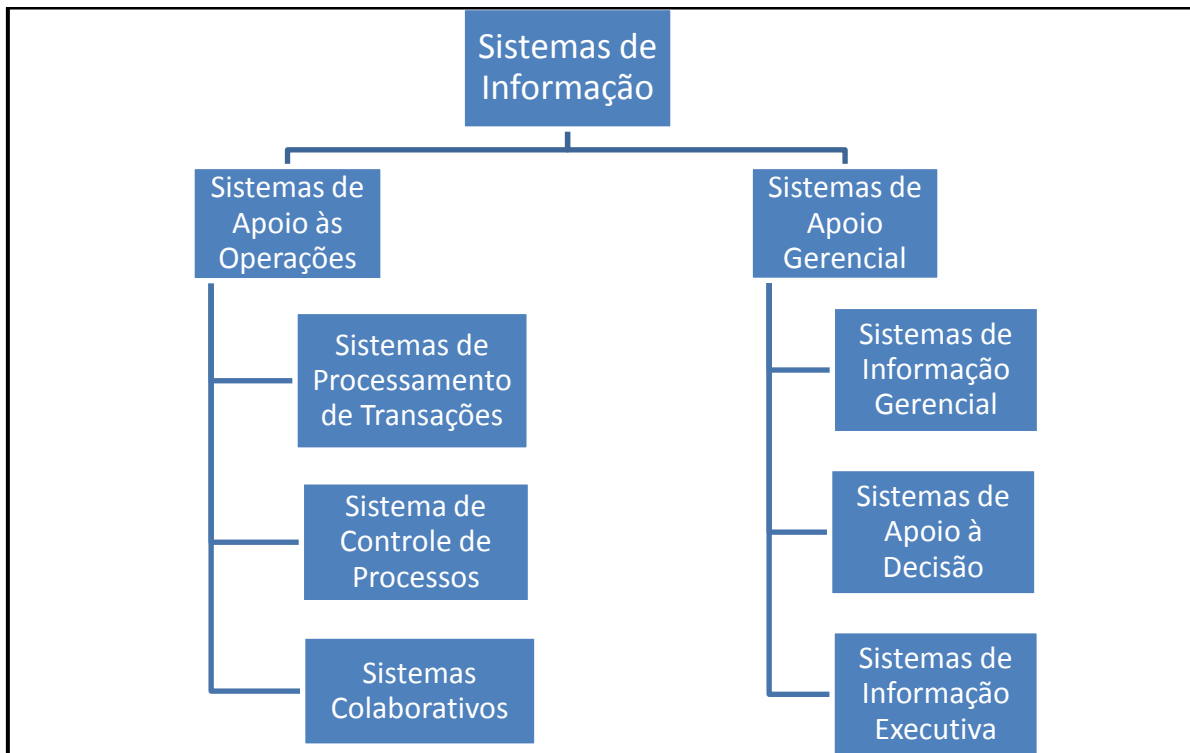 Sistemas de
Informação
Sistemas de
Apoio às
Operações
Sistemas de
Processamento
de Transações
Sistema de
Controle de
Processos
Sistemas
Colaborativos
Sistemas de
Apoio
Gerencial
Sistemas de
Informação
Gerencial
Sistemas de
Apoio à
Decisão
Sistemas de
Informação
Executiva